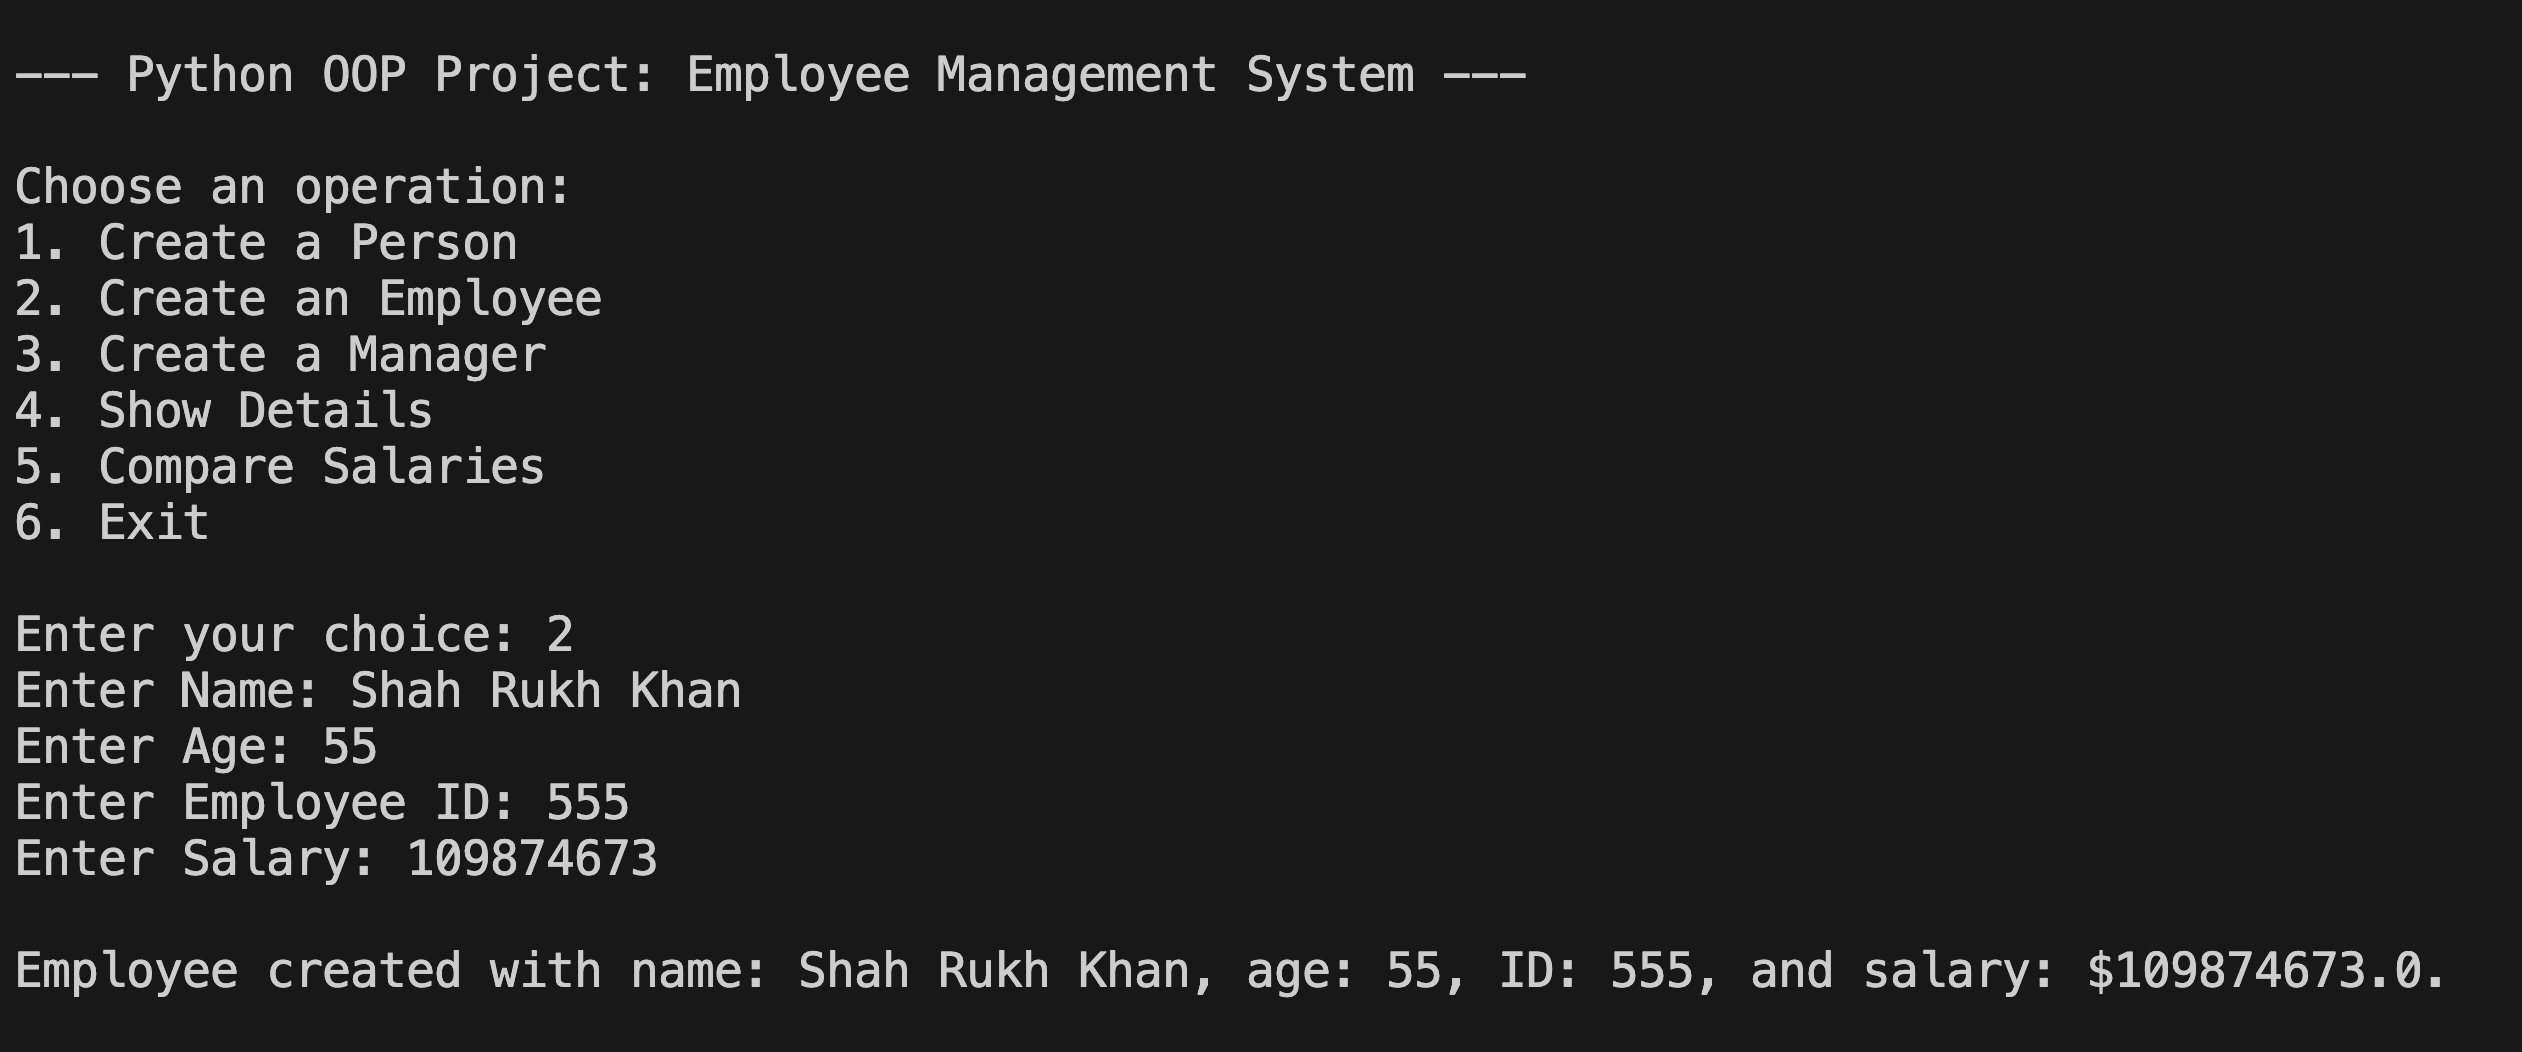 --- Python OOP Project: Employee Management System ---
Choose an operation:
1. Create a Person
2. Create an Employee
3. Create a Manager
4. Show Details
5. Compare Salaries
6. Exit
Enter your choice: 2
Enter Name: Shah Rukh Khan
Enter Age: 55
Enter Employee ID: 555
Enter Salary: 109874673
Employee created with name: Shah Rukh Khan, age: 55, ID: 555, and salary: $109874673.0.